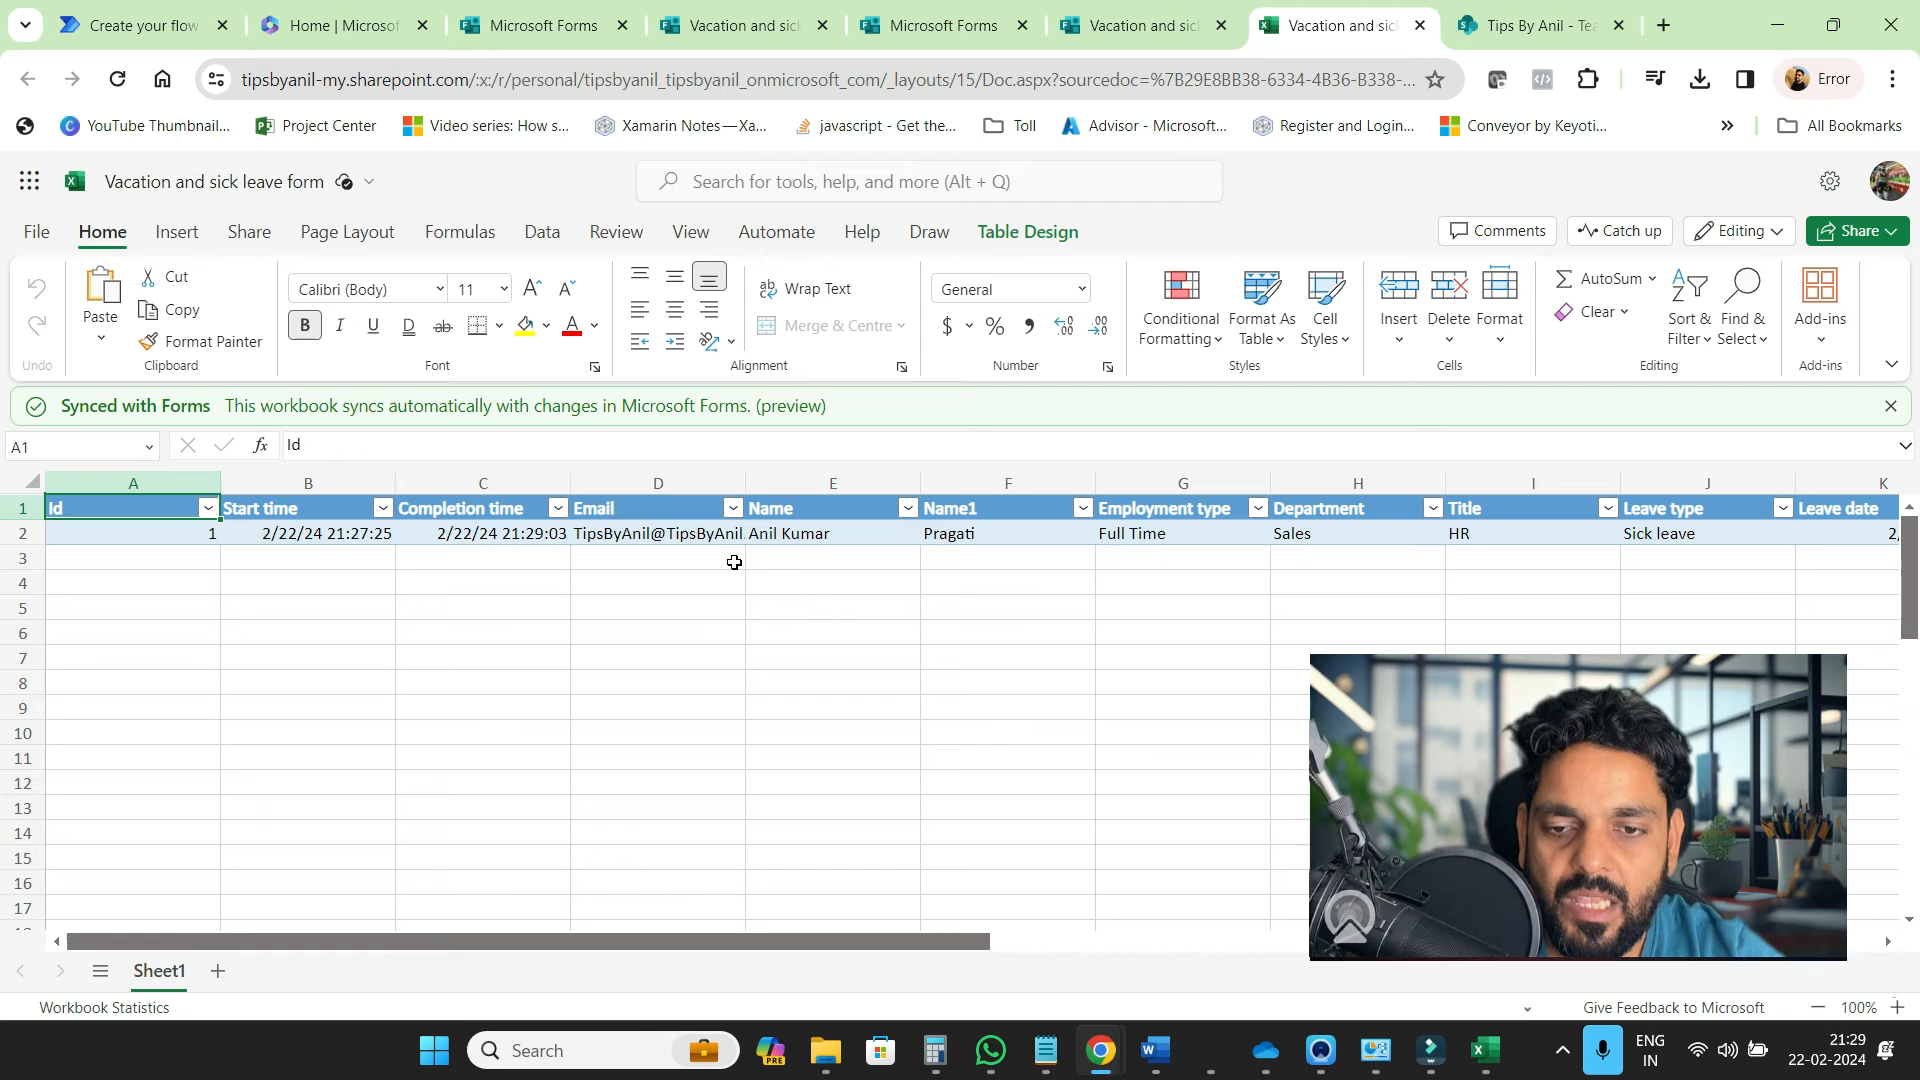 Create your flow
Home | Microsof
Microsoft Forms
Vacation and sic
Microsoft Forms
Vacation and sic
Vacation and sic
Tips By Anil - Tea
tipsbyanil-my.sharepoint.com/:x:/r/personal/tipsbyanil_tipsbyanil_onmicrosoft_com/_layouts/15/Doc.aspx?sourcedoc=%7B29E8BB38-6334-4B36-B338-...
Error
YouTube Thumbnail...
Project Center
Video series: How s...
Xamarin Notes—Xa...
javascript - Get the...
Toll
Advisor - Microsoft...
Register and Login...
Conveyor by Keyoti...
All Bookmarks
Vacation and sick leave form
Search for tools, help, and more (Alt + Q)
File Home Insert Share Page Layout Formulas Data Review View Automate Help Draw Table Design
Comments Catch up Editing Share
Cut
Copy
Format Painter
Paste
Calibri (Body) 11
B I U D ab
A
Wrap Text
Merge & Centre
General
$ % 9
Conditional Formatting
Format As Table
Cell Styles
Insert Delete Format
AutoSum
Clear
Sort & Filter
Find & Select
Add-ins
Undo Clipboard Font Alignment Number Styles Cells Editing Add-ins
Synced with Forms This workbook syncs automatically with changes in Microsoft Forms. (preview)
A1 fx Id
A B C D E F G H I J K
1 Id Start time Completion time Email Name Name1 Employment type Department Title Leave type Leave date
2 1 2/22/24 21:27:25 2/22/24 21:29:03 TipsByAnil@TipsByAnil. Anil Kumar Pragati Full Time Sales HR Sick leave 2,
3
4
5
6
7
8
9
10
11
12
13
14
15
16
17
Sheet1
Workbook Statistics
Give Feedback to Microsoft
100%
Search
PRE
ENG
IN
21:29
22-02-2024